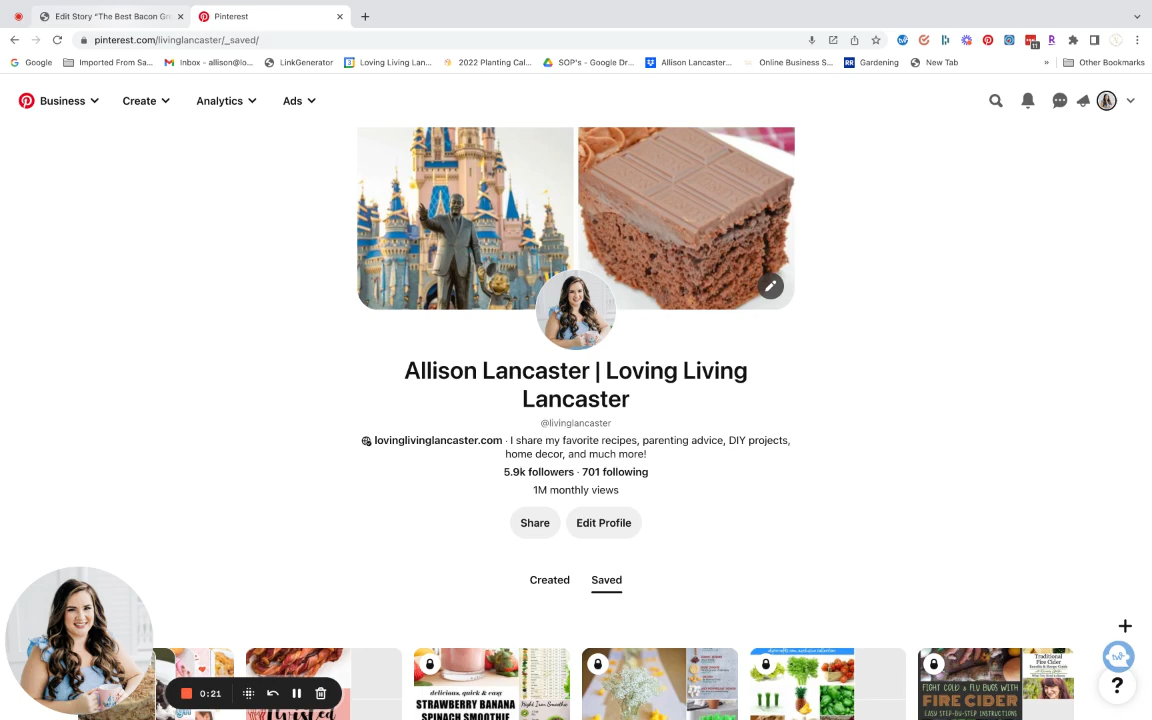 Edit Story "The Best Bacon Gr
Pinterest
pinterest.com/livinglancaster/_saved/
11
Google
Imported From Sa...
Inbox - allison@lo...
LinkGenerator
Loving Living Lan...
2022 Planting Cal...
SOP's - Google Dr...
Allison Lancaster...
Online Business S...
RR Gardening
New Tab
»
Other Bookmarks
Business
Create
Analytics
Ads
Allison Lancaster | Loving Living
Lancaster
@livinglancaster
lovinglivinglancaster.com · I share my favorite recipes, parenting advice, DIY projects,
home decor, and much more!
5.9k followers · 701 following
1M monthly views
Share
Edit Profile
Created
Saved
0:21
Twisted
delicious, quick & easy
STRAWBERRY BANANA
SPINACH SMOOTHIE
FIGHT COLD & FLU BUGS WITH
FIRE CIDER
EASY STEP-BY-STEP INSTRUCTIONS
Traditional
Fire Cider
?